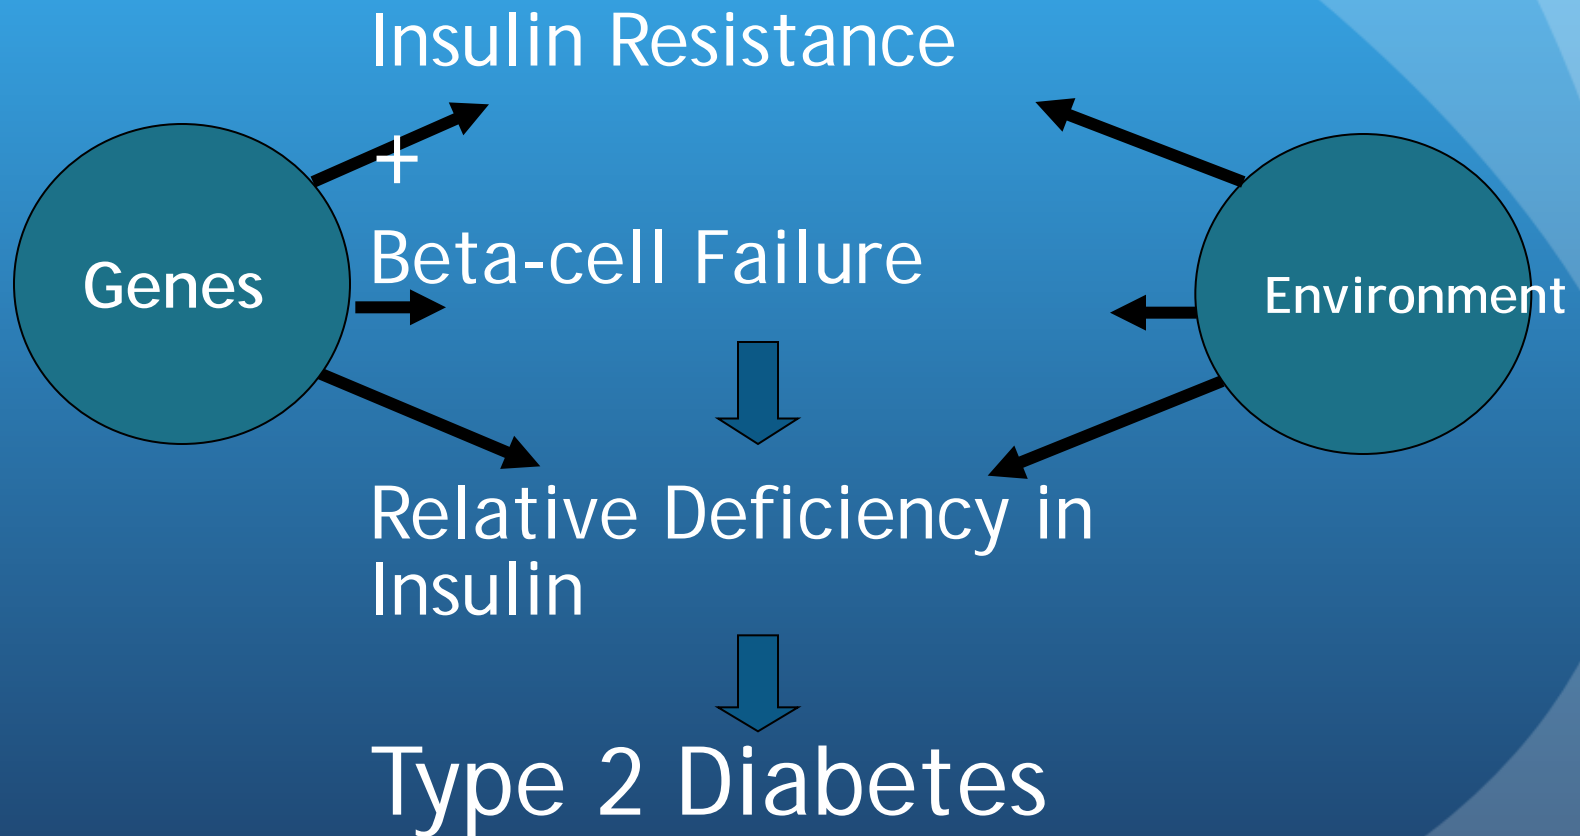 Insulin Resistance
+
Beta-cell Failure
Genes
Environment
Relative Deficiency in
Insulin
Type 2 Diabetes